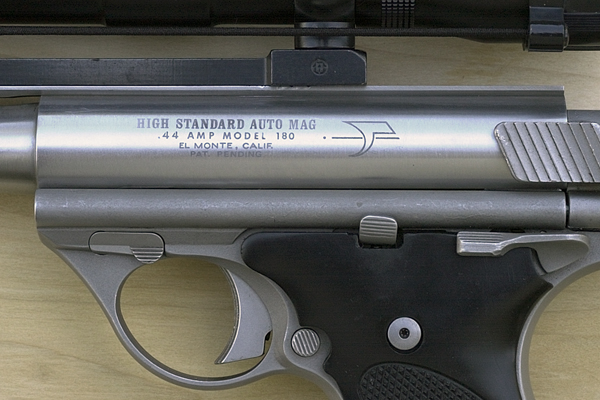 HIGH STANDARD AUTO MAG
.44 AMP MODEL 180
EL MONTE, CALIF.
PAT. PENDING